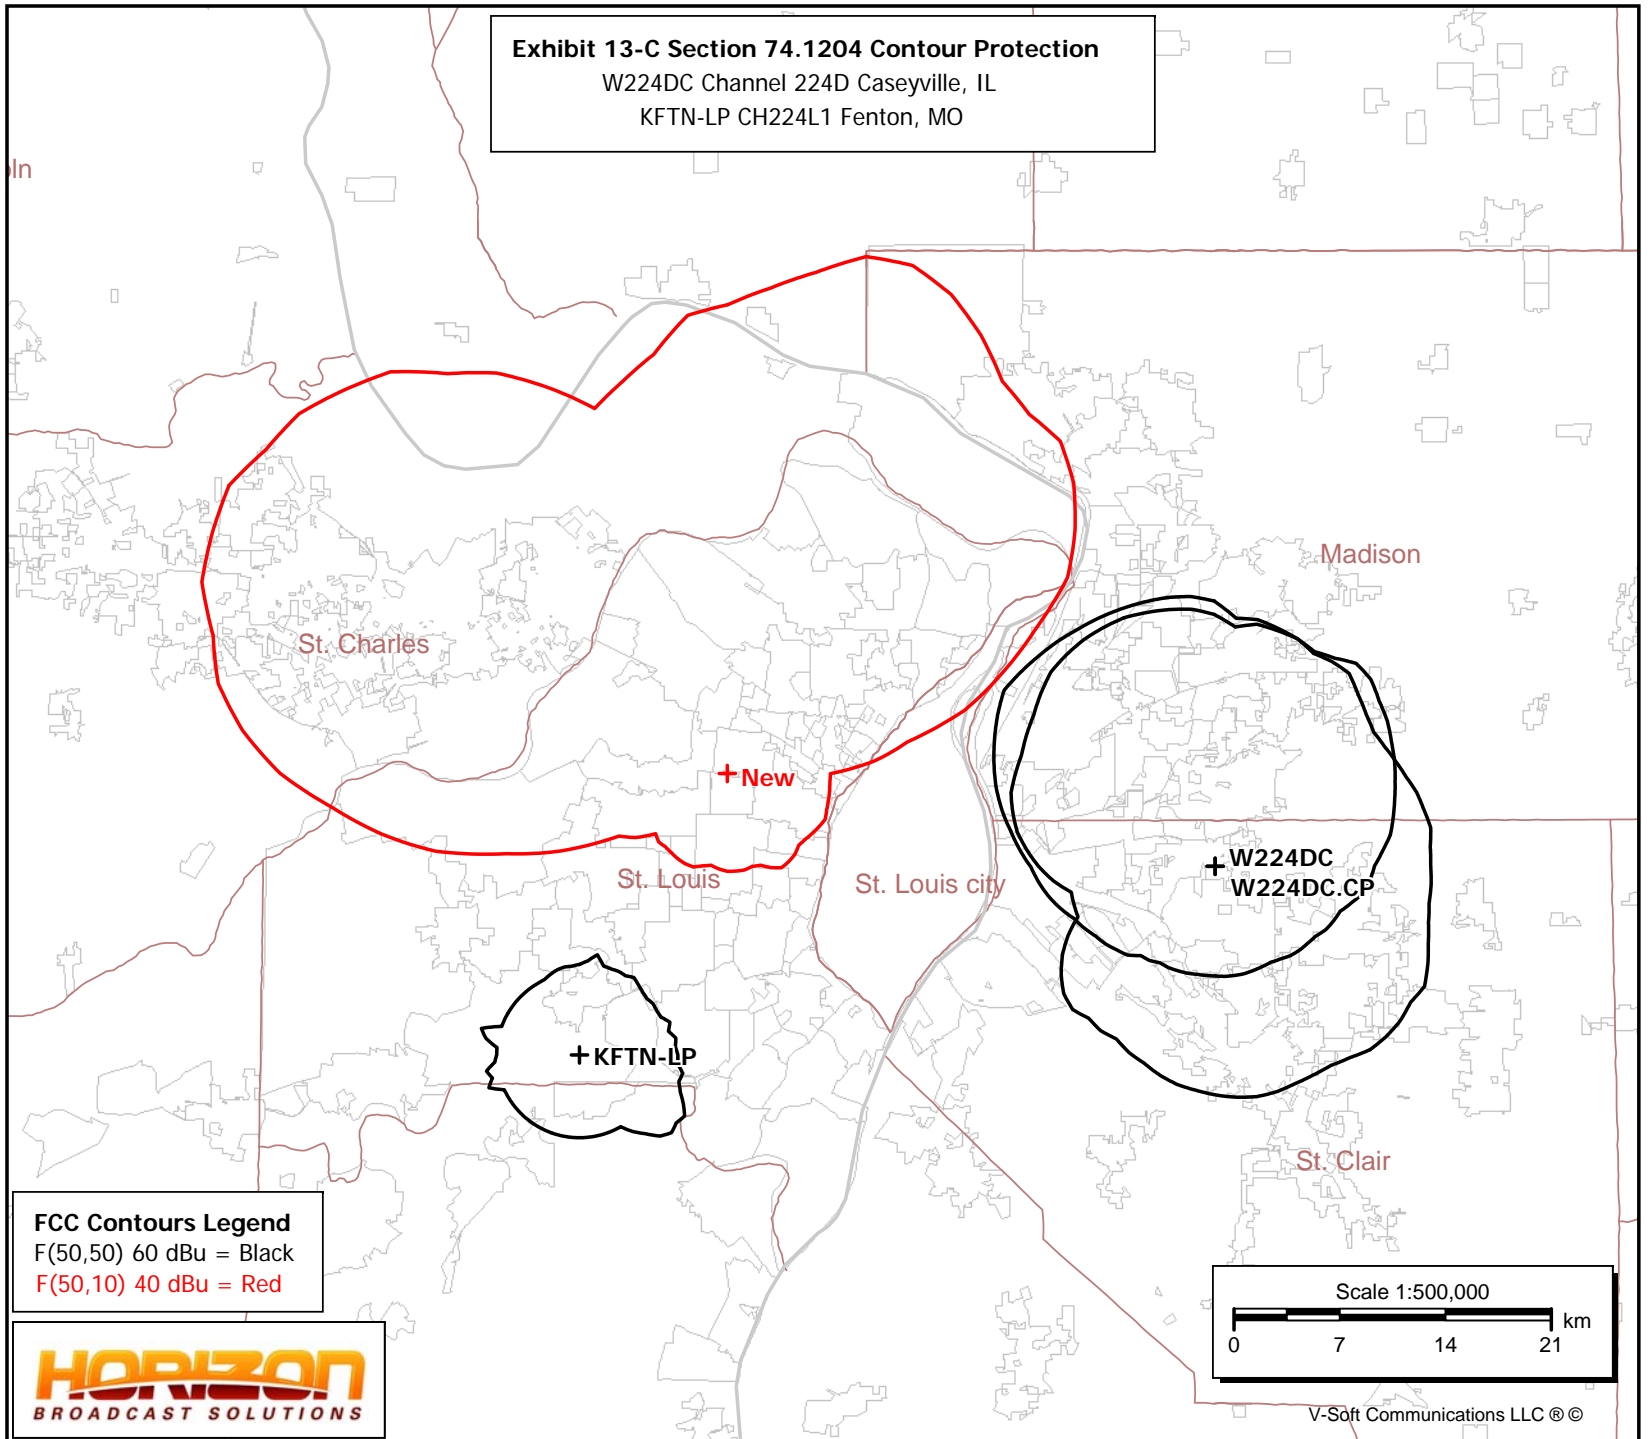 Exhibit 13-C Section 74.1204 Contour Protection
W224DC Channel 224D Caseyville, IL
KFTN-LP CH224L1 Fenton, MO
oln
Madison
St. Charles
New
W224DC
W224DC.CP
St. Louis
St. Louis city
KFTN-LP
St. Clair
FCC Contours Legend
F(50,50) 60 dBu = Black
F(50,10) 40 dBu = Red
Scale 1:500,000
km
0 7 14 21
HORIZON
BROADCAST SOLUTIONS
V-Soft Communications LLC ® ©